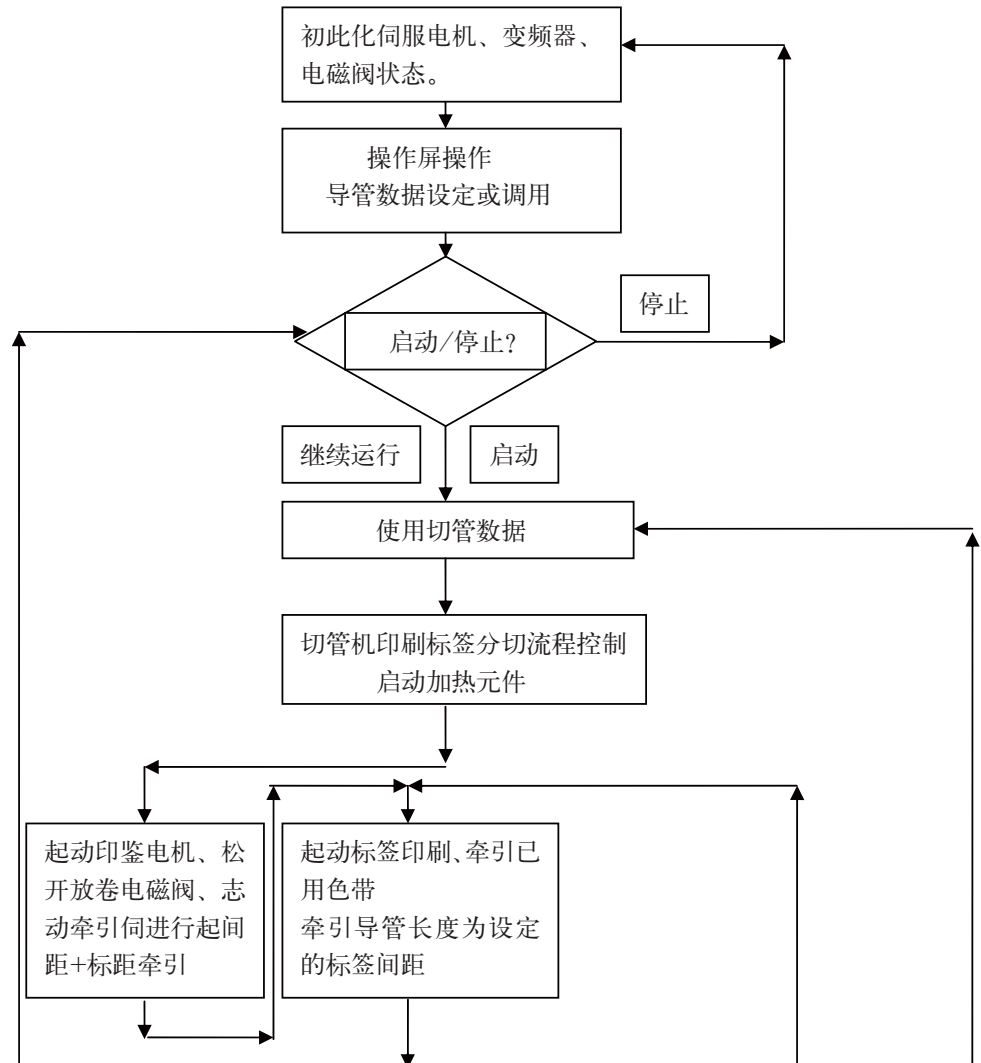 初此化伺服电机、变频器、
电磁阀状态。
操作屏操作
导管数据设定或调用
停止
启动/停止?
继续运行
启动
使用切管数据
切管机印刷标签分切流程控制
启动加热元件
起动印鉴电机、松
开放卷电磁阀、志
动牵引伺进行起间
距+标距牵引
起动标签印刷、牵引已
用色带
牵引导管长度为设定
的标签间距